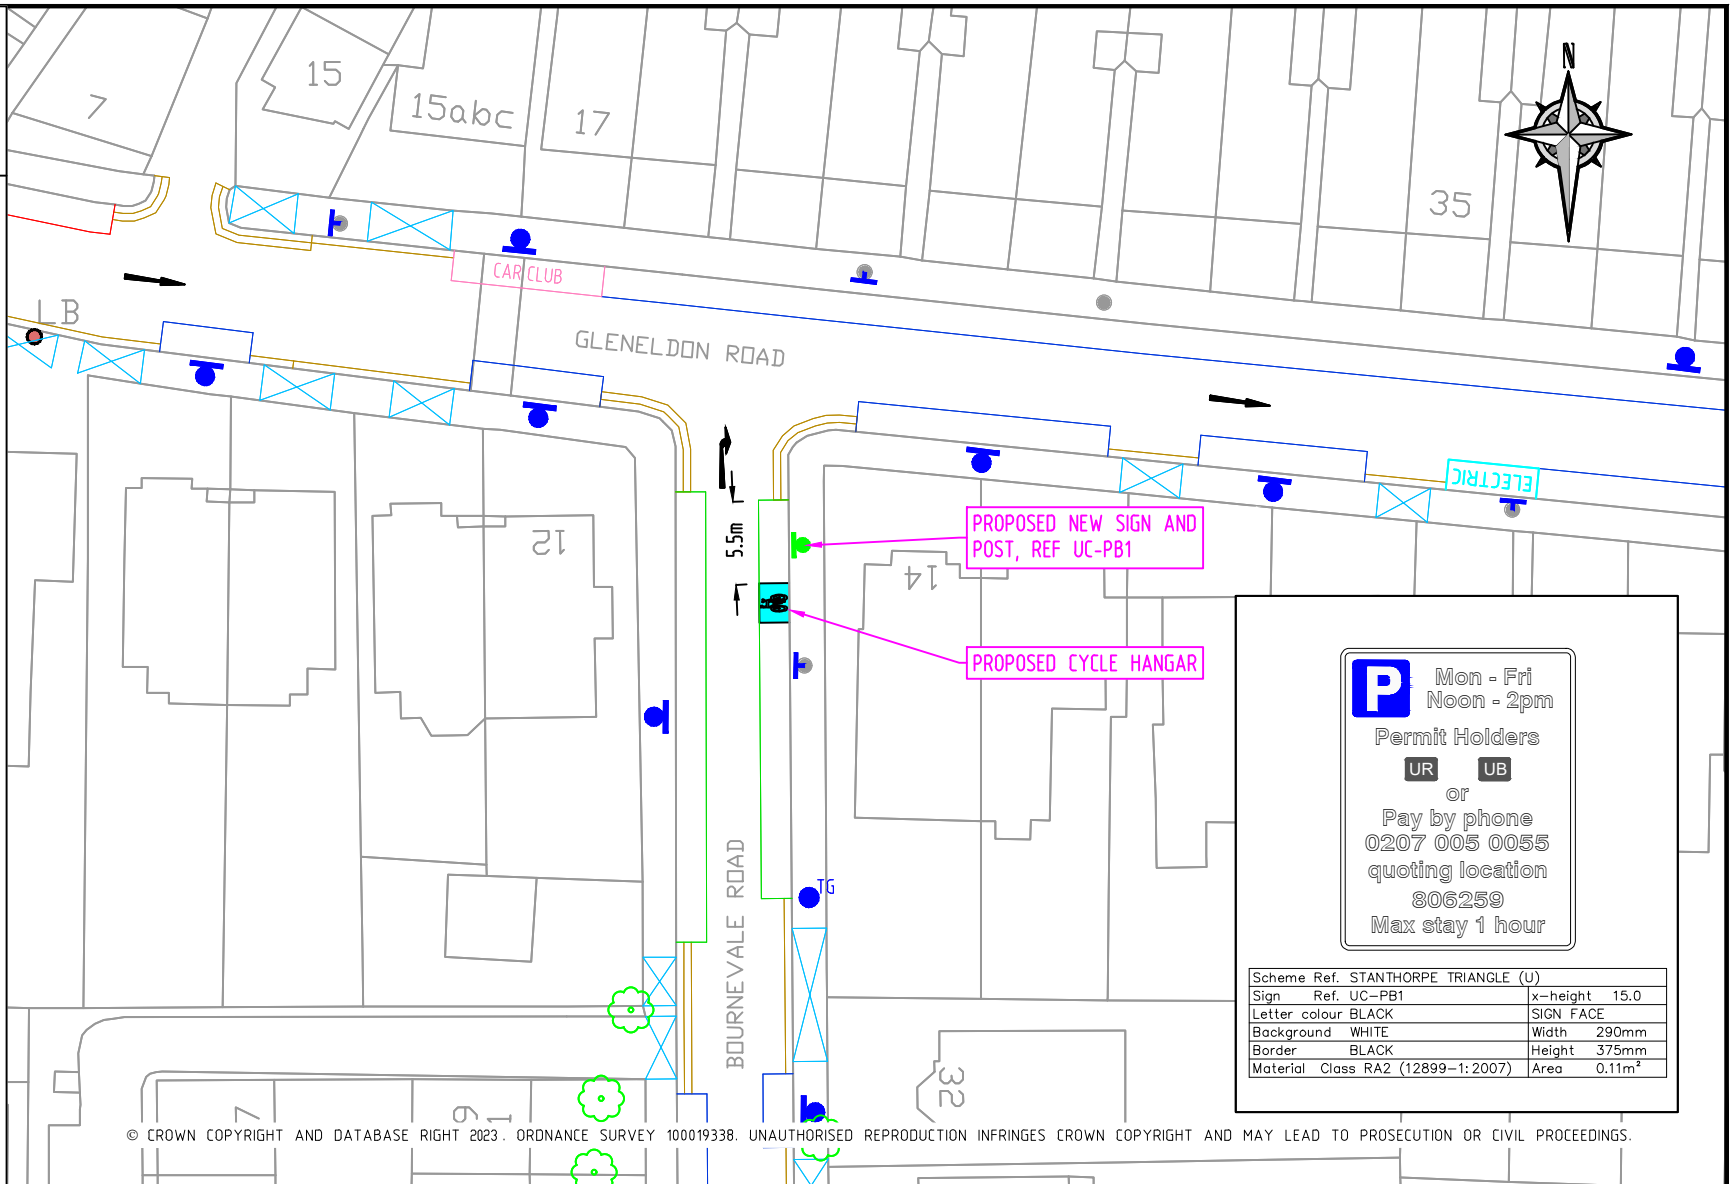 N
7
15
15abc
17
35
CAR CLUB
LB
GLENELDON ROAD
ELECTRIC
5.5m
PROPOSED NEW SIGN AND
POST, REF UC-PB1
12
14
PROPOSED CYCLE HANGAR
P
Mon - Fri
Noon - 2pm
Permit Holders
UR UB
or
Pay by phone
0207 005 0055
quoting location
806259
Max stay 1 hour
TG
BOURNEVALE ROAD
Scheme Ref. STANTHORPE TRIANGLE (U)
Sign Ref. UC-PB1 x-height 15.0
Letter colour BLACK SIGN FACE
Background WHITE Width 290mm
Border BLACK Height 375mm
Material Class RA2 (12899-1:2007) Area 0.11m²
32
7
9
1
© CROWN COPYRIGHT AND DATABASE RIGHT 2023. ORDNANCE SURVEY 100019338. UNAUTHORISED REPRODUCTION INFRINGES CROWN COPYRIGHT AND MAY LEAD TO PROSECUTION OR CIVIL PROCEEDINGS.